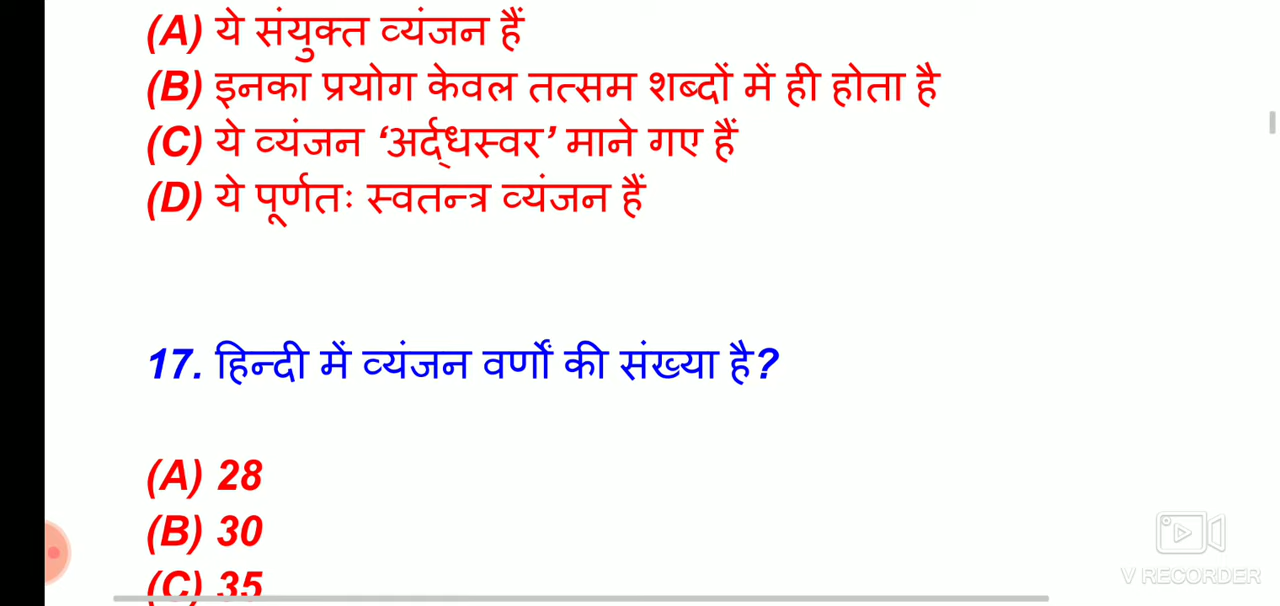 (A) ये संयुक्त व्यंजन हैं
(B) इनका प्रयोग केवल तत्सम शब्दों में ही होता है
(C) ये व्यंजन ‘अर्द्धस्वर’ माने गए हैं
(D) ये पूर्णतः स्वतन्त्र व्यंजन हैं
17. हिन्दी में व्यंजन वर्णों की संख्या है?
(A) 28
(B) 30
(C) 35
V RECORDER